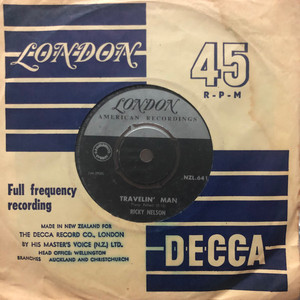 LONDON
45
R·P·M
LONDON
AMERICAN RECORDINGS
NZL.641
TRAVELIN' MAN
RICKY NELSON
Full frequency
recording
DECCA
MADE IN NEW ZEALAND FOR
THE DECCA RECORD CO., LONDON
BY HIS MASTER'S VOICE (N.Z.) LTD.
HEAD OFFICE: WELLINGTON
BRANCHES AUCKLAND AND CHRISTCHURCH